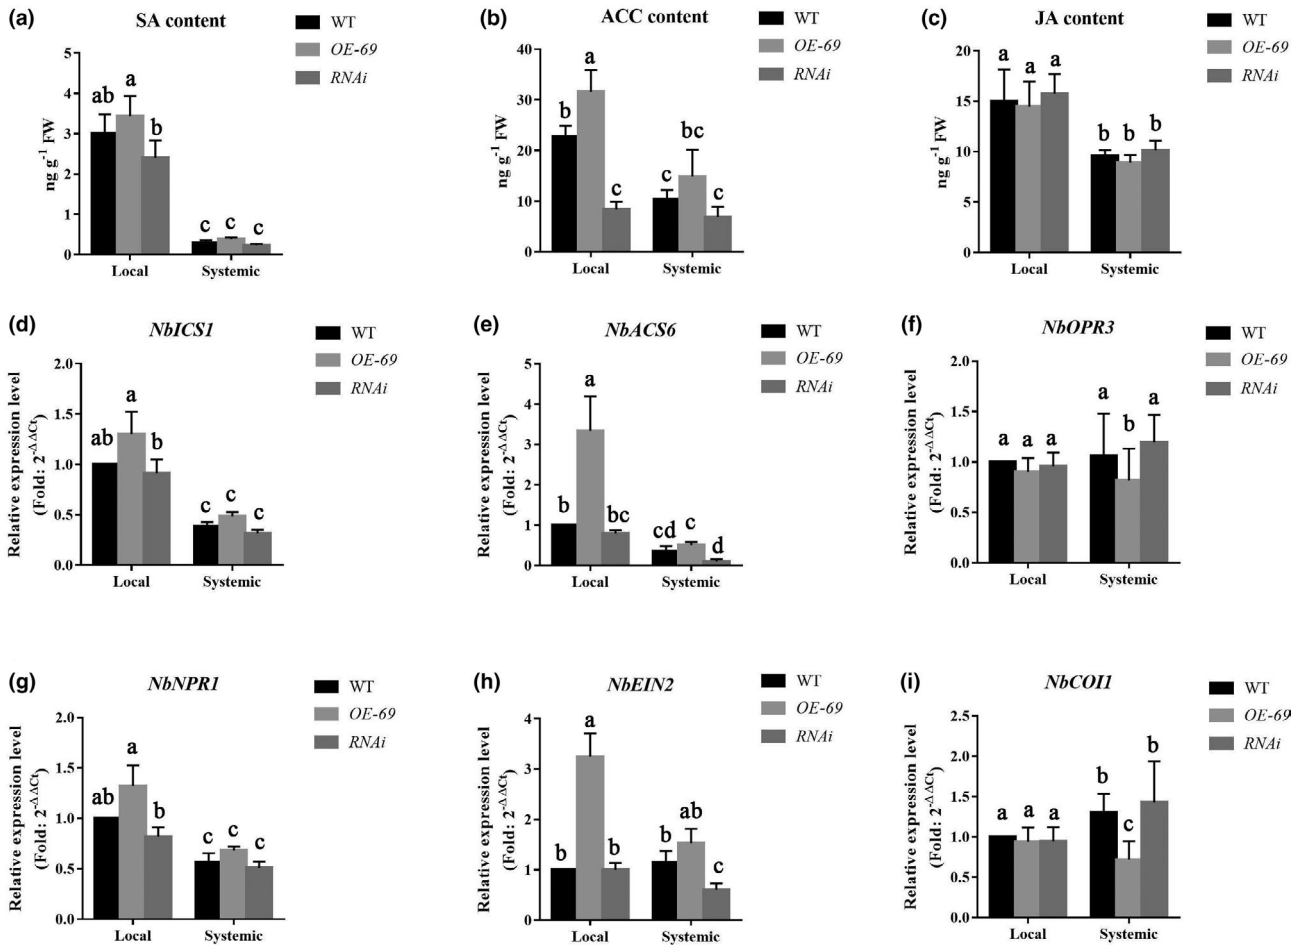 (a) SA content
WT
OE-69
RNAi
ng g-1 FW
5
4
3
2
1
0
ab a b
c c c
Local Systemic
(b) ACC content
WT
OE-69
RNAi
ng g-1 FW
40
30
20
10
0
b a c
c bc c
Local Systemic
(c) JA content
WT
OE-69
RNAi
ng g-1 FW
20
15
10
5
0
a a a
b b b
Local Systemic
(d) NbICS1
WT
OE-69
RNAi
Relative expression level
(Fold: 2-ΔΔCt)
2.0
1.5
1.0
0.5
0.0
ab a b
c c c
Local Systemic
(e) NbACS6
WT
OE-69
RNAi
Relative expression level
(Fold: 2-ΔΔCt)
5
4
3
2
1
0
b a bc
cd c d
Local Systemic
(f) NbOPR3
WT
OE-69
RNAi
Relative expression level
(Fold: 2-ΔΔCt)
2.0
1.5
1.0
0.5
0.0
a a a
a b a
Local Systemic
(g) NbNPR1
WT
OE-69
RNAi
Relative expression level
(Fold: 2-ΔΔCt)
2.0
1.5
1.0
0.5
0.0
ab a b
c c c
Local Systemic
(h) NbEIN2
WT
OE-69
RNAi
Relative expression level
(Fold: 2-ΔΔCt)
4
3
2
1
0
b a b
b ab c
Local Systemic
(i) NbCOI1
WT
OE-69
RNAi
Relative expression level
(Fold: 2-ΔΔCt)
2.5
2.0
1.5
1.0
0.5
0.0
a a a
b c b
Local Systemic